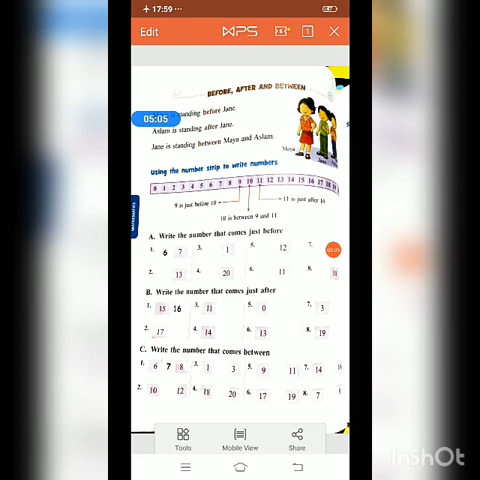 17:59
47
Edit
WPS
1
BEFORE, AFTER AND BETWEEN
is standing before Jane.
05:05
Aslam is standing after Jane.
Jane is standing between Maya and Aslam.
Maya
Using the number strip to write numbers
0 1 2 3 4 5 6 7 8 9 10 11 12 13 14 15 16 17 18
9 is just before 10
11 is just after 10
10 is between 9 and 11
A. Write the number that comes just before
1. 6 7 3. 1 5. 12 7.
05:05
2. 13 4. 20 6. 11 8.
B. Write the number that comes just after
1. 15 16 3. 11 5. 0 7. 3
2. 17 4. 14 6. 13 8. 19
C. Write the number that comes between
1. 6 7 8 3. 1 3 5. 9 11 7. 14
2. 10 12 4. 18 20 6. 17 19 8. 7
Tools
Mobile View
Share
InShOt